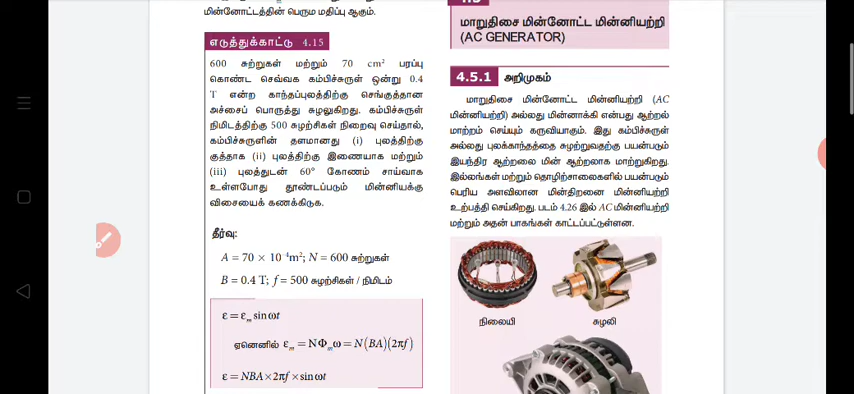 மின்னோட்டத்தின் பெரும மதிப்பு ஆகும்.
எடுத்துக்காட்டு 4.15
600 சுற்றுகள் மற்றும் 70 cm² பரப்பு
கொண்ட செவ்வக கம்பிச்சுருள் ஒன்று 0.4
T என்ற காந்தப்புலத்திற்கு செங்குத்தான
அச்சைப் பொருத்து சுழலுகிறது. கம்பிச்சுருள்
நிமிடத்திற்கு 500 சுழற்சிகள் நிறைவு செய்தால்,
கம்பிச்சுருளின் தளமானது (i) புலத்திற்கு
குத்தாக (ii) புலத்திற்கு இணையாக மற்றும்
(iii) புலத்துடன் 60° கோணம் சாய்வாக
உள்ளபோது தூண்டப்படும் மின்னியக்கு
விசையைக் கணக்கிடுக.
தீர்வு:
A = 70 × 10⁻⁴m²; N = 600 சுற்றுகள்
B = 0.4 T; f = 500 சுழற்சிகள் / நிமிடம்
ε = εₘ sin ωt
ஏனெனில் εₘ = NΦₘω = N(BA)(2πf)
ε = NBA × 2πf × sin ωt
மாறுதிசை மின்னோட்ட மின்னியற்றி
(AC GENERATOR)
4.5.1 அறிமுகம்
மாறுதிசை மின்னோட்ட மின்னியற்றி (AC
மின்னியற்றி) அல்லது மின்னாக்கி என்பது ஆற்றல்
மாற்றம் செய்யும் கருவியாகும். இது கம்பிச்சுருள்
அல்லது புலக்காந்தத்தை சுழற்றுவதற்கு பயன்படும்
இயந்திர ஆற்றலை மின் ஆற்றலாக மாற்றுகிறது.
இல்லங்கள் மற்றும் தொழிற்சாலைகளில் பயன்படும்
பெரிய அளவிலான மின்திறனை மின்னியற்றி
உற்பத்தி செய்கிறது. படம் 4.26 இல் AC மின்னியற்றி
மற்றும் அதன் பாகங்கள் காட்டப்பட்டுள்ளன.
நிலையி
சுழலி